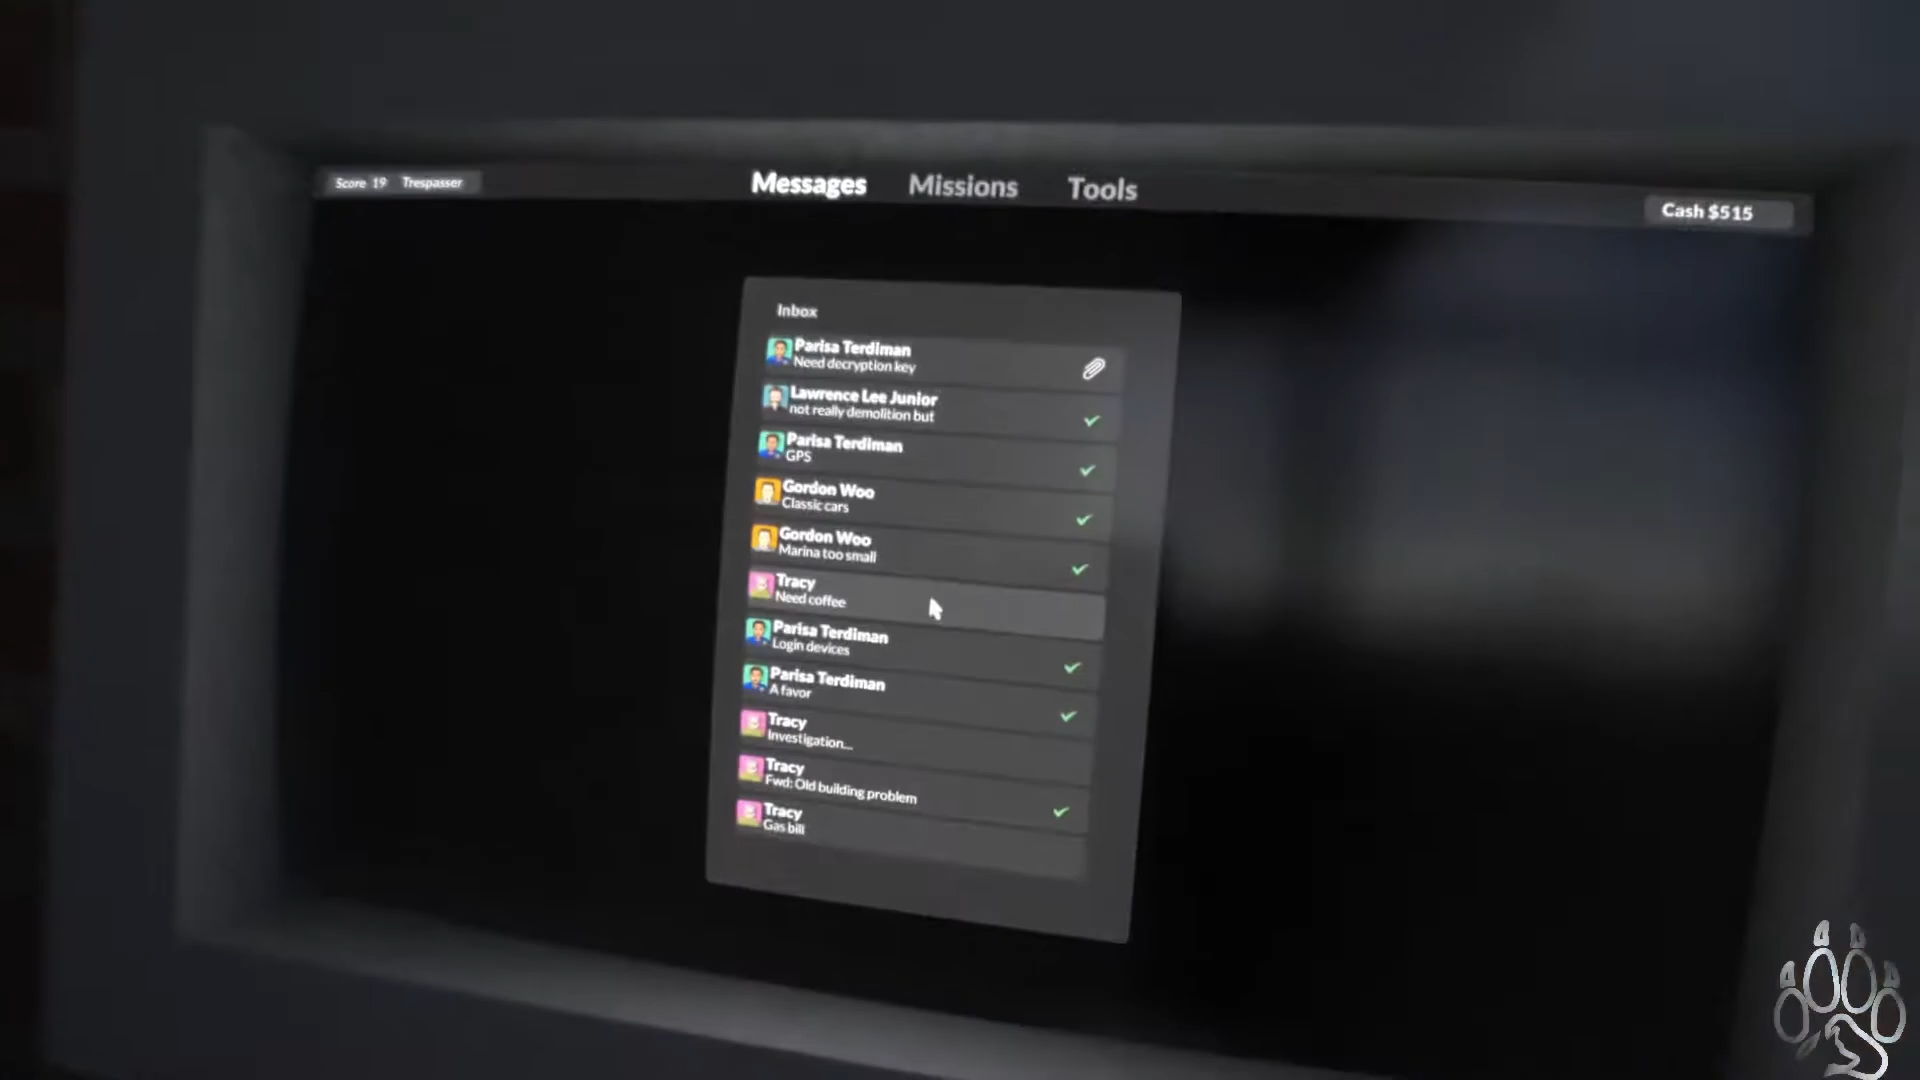 Score 19 Trespasser
Messages Missions Tools
Cash $515
Inbox
Parisa Terdiman
Need decryption key
Lawrence Lee Junior
not really demolition but
Parisa Terdiman
GPS
Gordon Woo
Classic cars
Gordon Woo
Marina too small
Tracy
Need coffee
Parisa Terdiman
Login devices
Parisa Terdiman
A favor
Tracy
Investigation...
Tracy
Fwd: Old building problem
Tracy
Gas bill